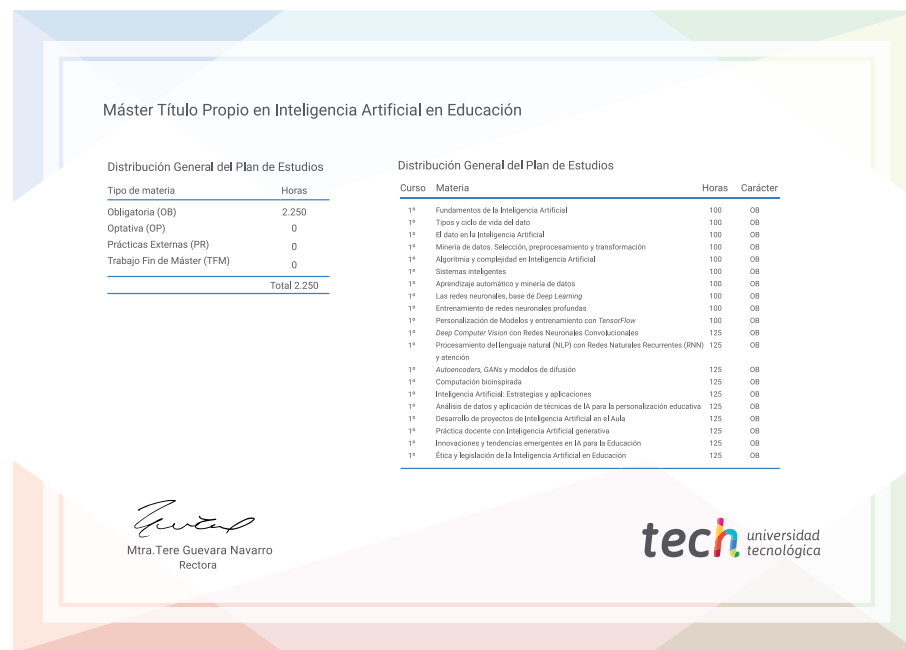 Máster Título Propio en Inteligencia Artificial en Educación
Distribución General del Plan de Estudios
Tipo de materia Horas
Obligatoria (OB) 2.250
Optativa (OP) 0
Prácticas Externas (PR) 0
Trabajo Fin de Máster (TFM) 0
Total 2.250
Distribución General del Plan de Estudios
Curso Materia Horas Carácter
1º Fundamentos de la Inteligencia Artificial 100 OB
1º Tipos y ciclo de vida del dato 100 OB
1º El dato en la Inteligencia Artificial 100 OB
1º Minería de datos. Selección, preprocesamiento y transformación 100 OB
1º Algoritmia y complejidad en Inteligencia Artificial 100 OB
1º Sistemas inteligentes 100 OB
1º Aprendizaje automático y minería de datos 100 OB
1º Las redes neuronales, base de Deep Learning 100 OB
1º Entrenamiento de redes neuronales profundas 100 OB
1º Personalización de Modelos y entrenamiento con TensorFlow 100 OB
1º Deep Computer Vision con Redes Neuronales Convolucionales 125 OB
1º Procesamiento del lenguaje natural (NLP) con Redes Naturales Recurrentes (RNN) 125 OB
y atención
1º Autoencoders, GANs y modelos de difusión 125 OB
1º Computación bioinspirada 125 OB
1º Inteligencia Artificial: Estrategias y aplicaciones 125 OB
1º Análisis de datos y aplicación de técnicas de IA para la personalización educativa 125 OB
1º Desarrollo de proyectos de Inteligencia Artificial en el Aula 125 OB
1º Práctica docente con Inteligencia Artificial generativa 125 OB
1º Innovaciones y tendencias emergentes en IA para la Educación 125 OB
1º Ética y legislación de la Inteligencia Artificial en Educación 125 OB
Mtra.Tere Guevara Navarro
Rectora
tech universidad
tecnológica